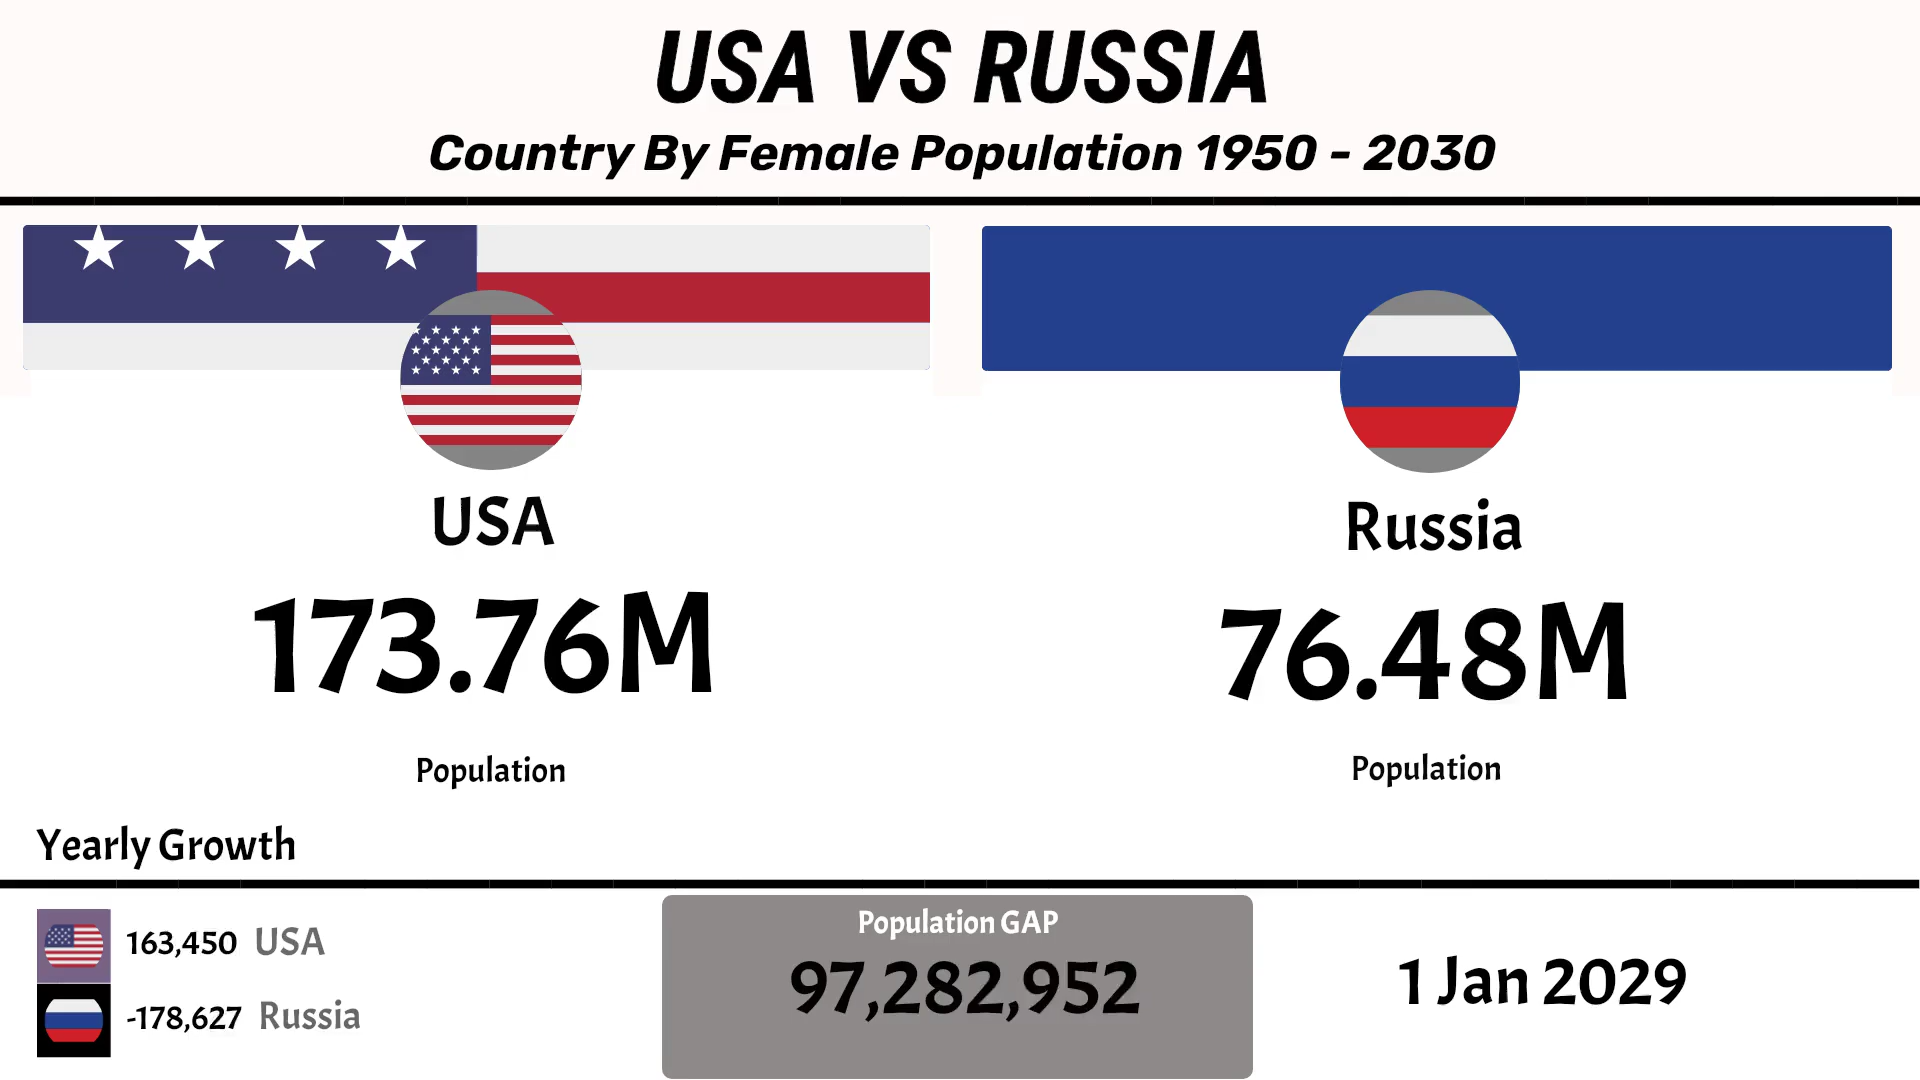 USA VS RUSSIA
Country By Female Population 1950 - 2030
USA
173.76M
Population
Russia
76.48M
Population
Yearly Growth
163,450 USA
-178,627 Russia
Population GAP
97,282,952
1 Jan 2029